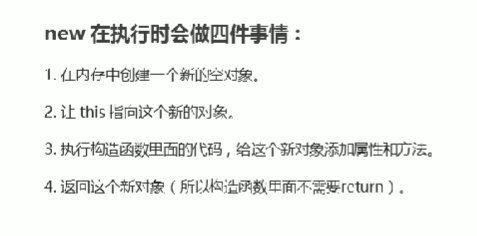 new 在执行时会做四件事情：
1. 在内存中创建一个新的空对象。
2. 让 this 指向这个新的对象。
3. 执行构造函数里面的代码，给这个新对象添加属性和方法。
4. 返回这个新对象（所以构造函数里面不需要return）。